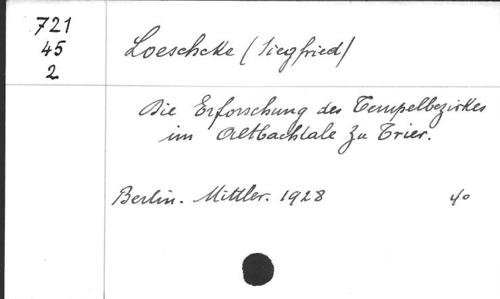 721
45
2
Loeschcke (Siegfried)
Die Erforschung des Tempelbezirkes
im Altbachtale zu Trier.
Berlin. Mittler. 1928 4º